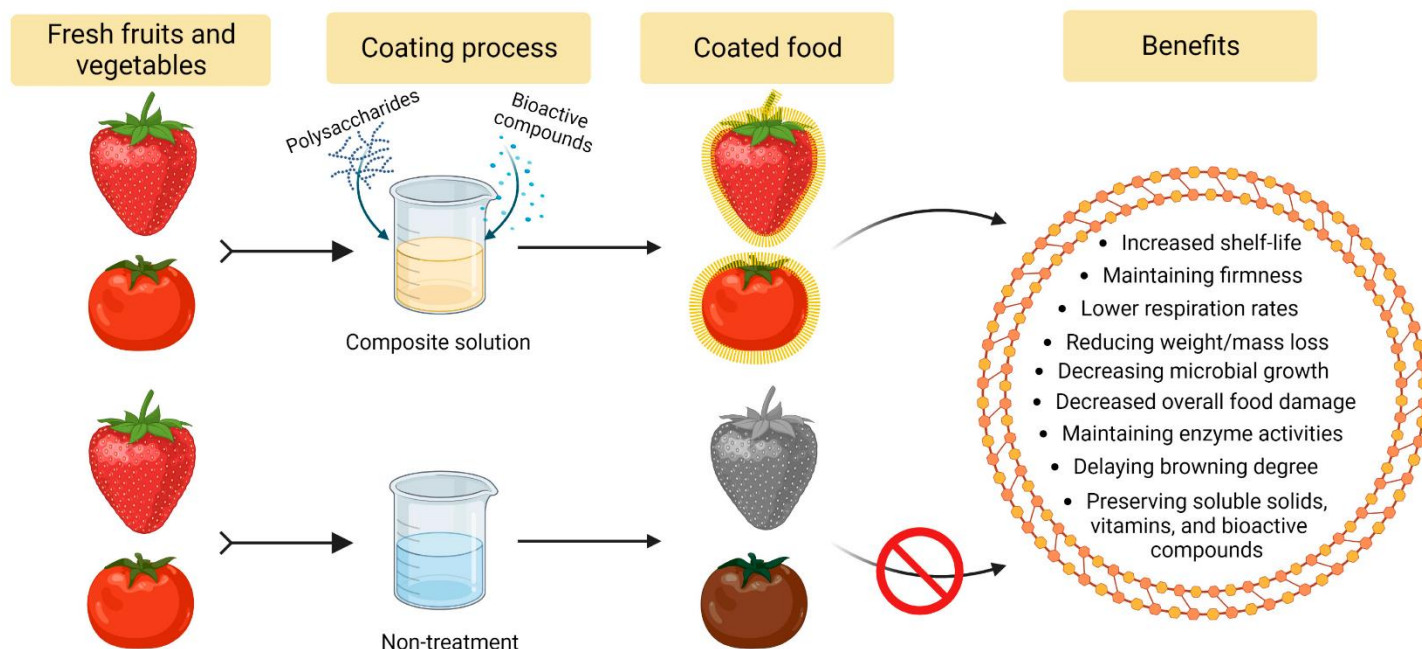 Fresh fruits and
vegetables
Coating process
Coated food
Benefits
Polysaccharides
Bioactive
compounds
Composite solution
Non-treatment
• Increased shelf-life
• Maintaining firmness
• Lower respiration rates
• Reducing weight/mass loss
• Decreasing microbial growth
• Decreased overall food damage
• Maintaining enzyme activities
• Delaying browning degree
• Preserving soluble solids,
vitamins, and bioactive
compounds